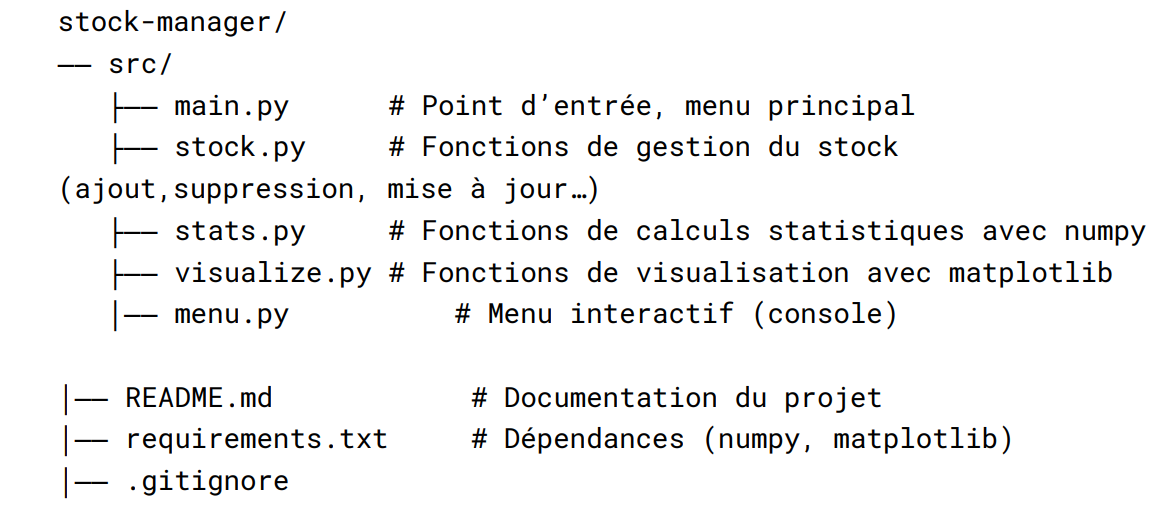 stock-manager/
── src/
   ├── main.py      # Point d’entrée, menu principal
   ├── stock.py     # Fonctions de gestion du stock
(ajout,suppression, mise à jour…)
   ├── stats.py     # Fonctions de calculs statistiques avec numpy
   ├── visualize.py # Fonctions de visualisation avec matplotlib
   │── menu.py          # Menu interactif (console)
│── README.md            # Documentation du projet
│── requirements.txt     # Dépendances (numpy, matplotlib)
│── .gitignore